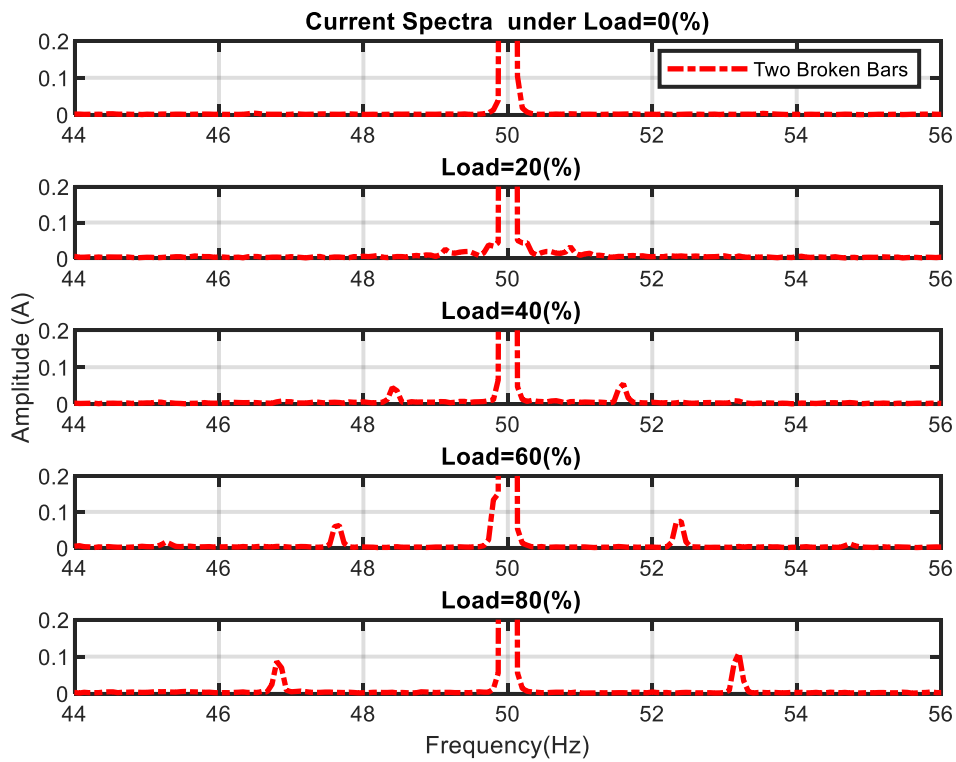 Current Spectra under Load=0(%)
0.2
0.1
0
Two Broken Bars
44 46 48 50 52 54 56
Load=20(%)
0.2
0.1
0
44 46 48 50 52 54 56
Load=40(%)
0.2
0.1
0
44 46 48 50 52 54 56
Amplitude (A)
Load=60(%)
0.2
0.1
0
44 46 48 50 52 54 56
Load=80(%)
0.2
0.1
0
44 46 48 50 52 54 56
Frequency(Hz)